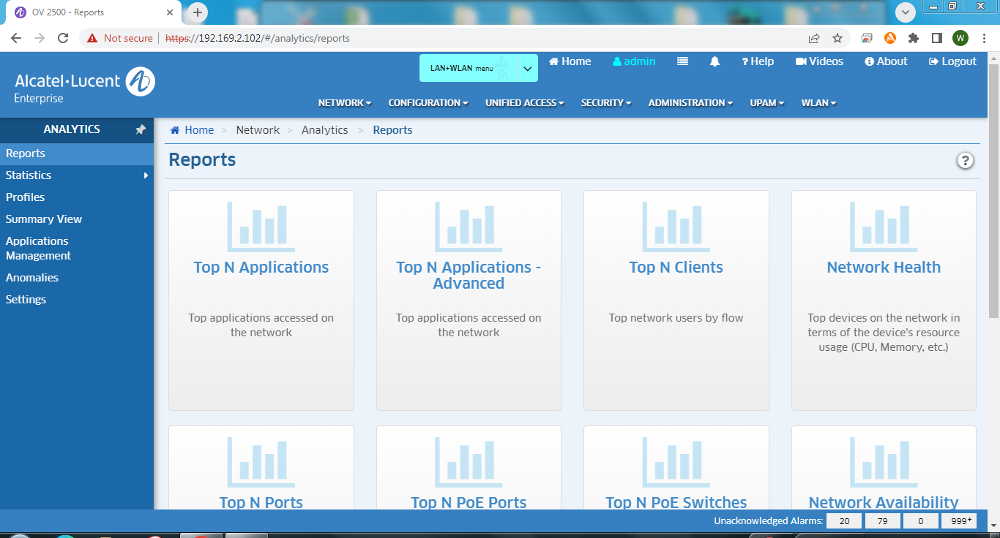 OV 2500 - Reports
Not secure
https://192.169.2.102/#/analytics/reports
W
Alcatel·Lucent
Enterprise
LAN+WLAN menu
Home
admin
? Help
Videos
About
Logout
NETWORK
CONFIGURATION
UNIFIED ACCESS
SECURITY
ADMINISTRATION
UPAM
WLAN
ANALYTICS
Reports
Statistics
Profiles
Summary View
Applications
Management
Anomalies
Settings
Home > Network > Analytics > Reports
Reports
?
Top N Applications
Top applications accessed on
the network
Top N Applications -
Advanced
Top applications accessed on
the network
Top N Clients
Top network users by flow
Network Health
Top devices on the network in
terms of the device's resource
usage (CPU, Memory, etc.)
Top N Ports
Top N PoE Ports
Top N PoE Switches
Network Availability
Unacknowledged Alarms: 20 79 0 999+